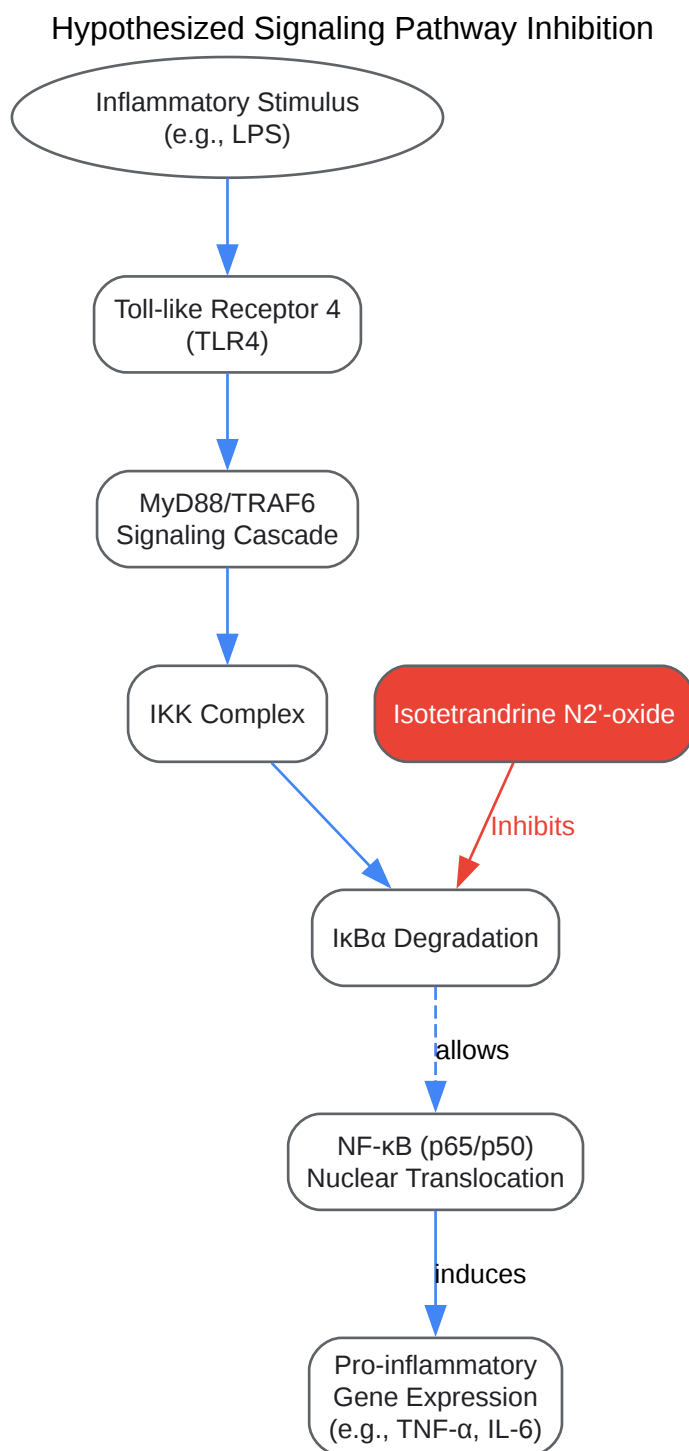 Hypothesized Signaling Pathway Inhibition
Inflammatory Stimulus
(e.g., LPS)
Toll-like Receptor 4
(TLR4)
MyD88/TRAF6
Signaling Cascade
IKK Complex
Isotetrandrine N2'-oxide
Inhibits
IκBα Degradation
allows
NF-κB (p65/p50)
Nuclear Translocation
induces
Pro-inflammatory
Gene Expression
(e.g., TNF-α, IL-6)